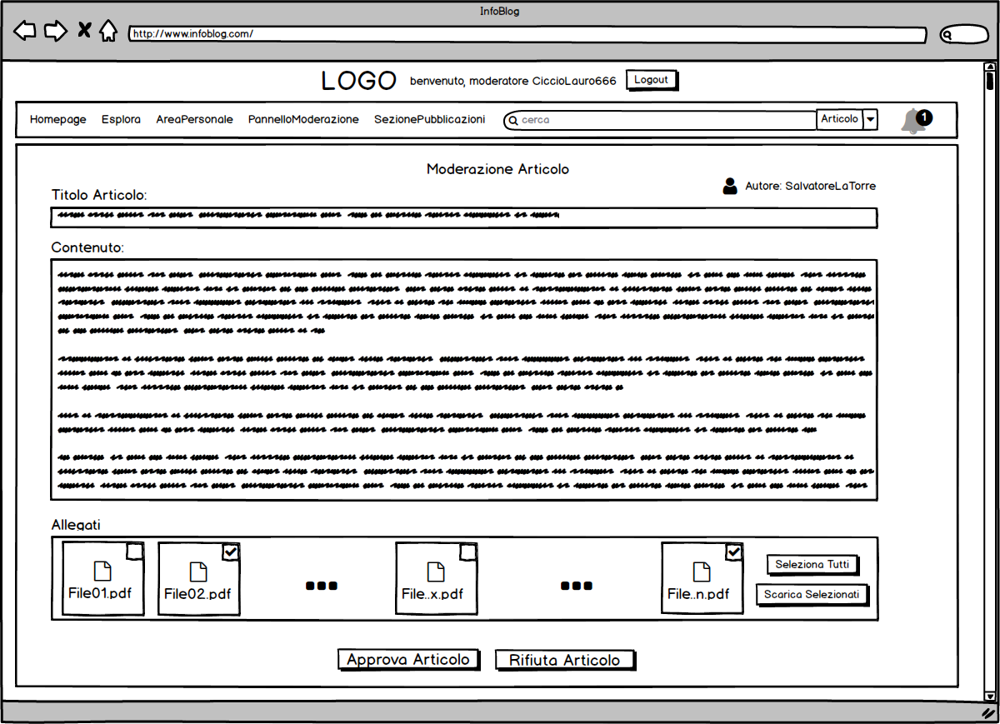 InfoBlog
http://www.infoblog.com/
LOGO benvenuto, moderatore CiccioLauro666 Logout
Homepage Esplora AreaPersonale PannelloModerazione SezionePubblicazioni cerca Articolo 1
Moderazione Articolo
Autore: SalvatoreLaTorre
Titolo Articolo:
Contenuto:
Allegati
File01.pdf File02.pdf File..x.pdf File..n.pdf
Seleziona Tutti
Scarica Selezionati
Approva Articolo Rifiuta Articolo